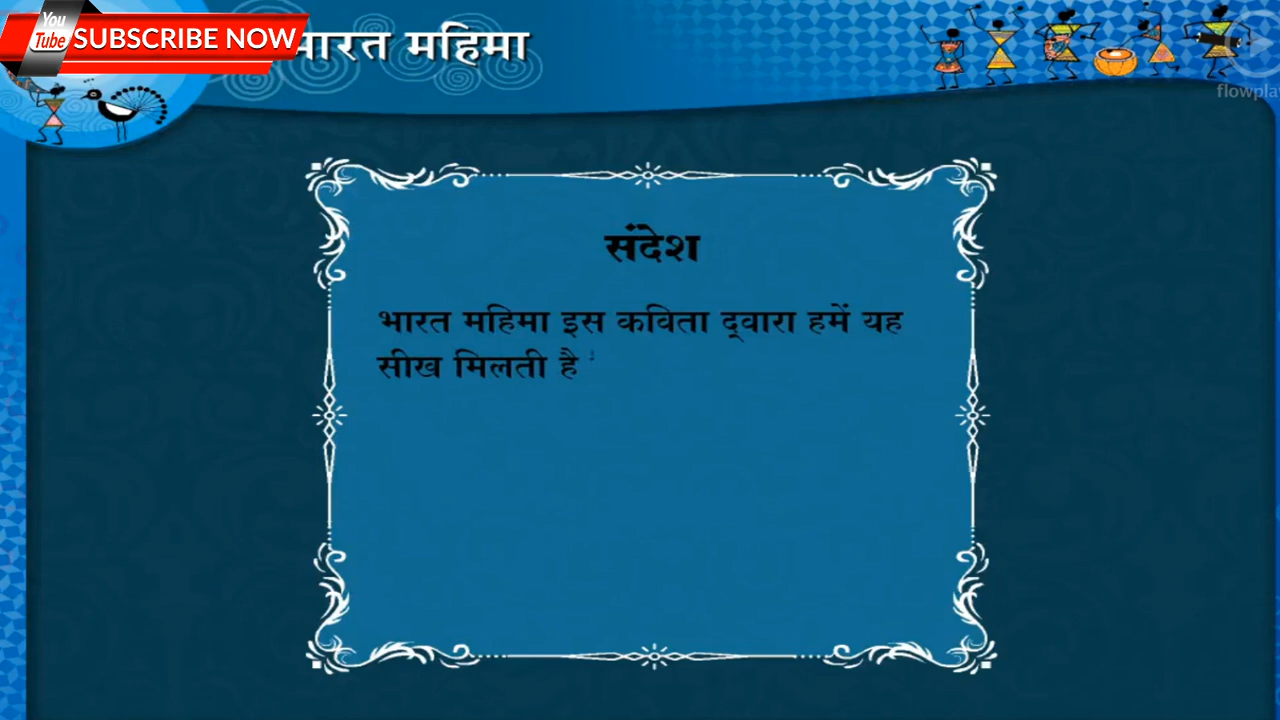 You
Tube
SUBSCRIBE NOW
भारत महिमा
flowpla
संदेश
भारत महिमा इस कविता द्‌वारा हमें यह
सीख मिलती है